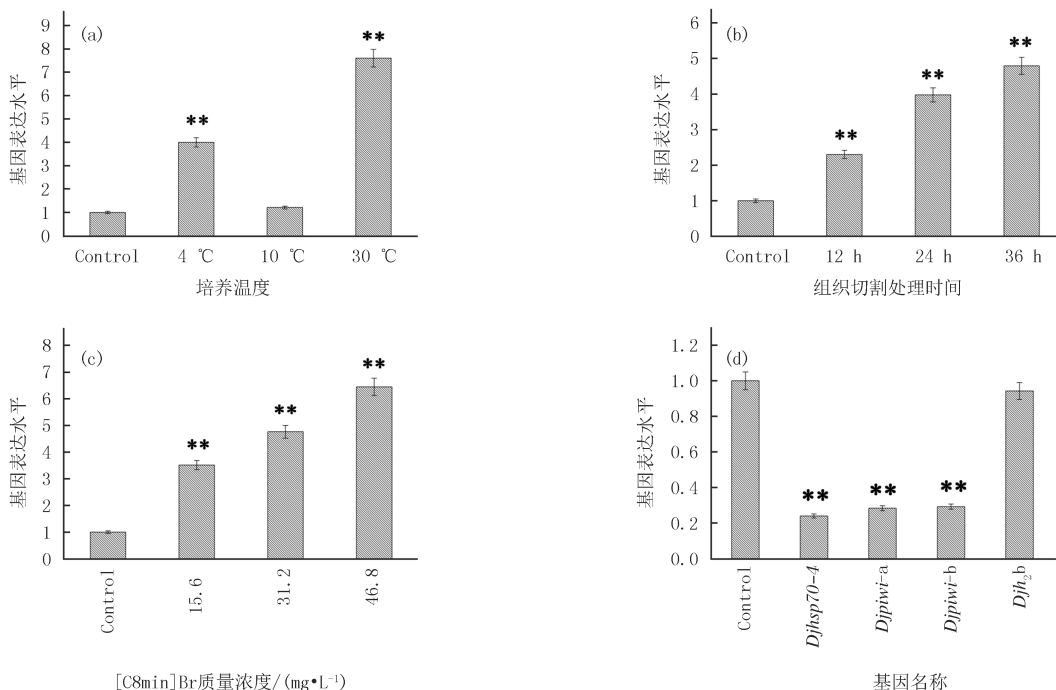 (a)
基因表达水平
9
8
7
6
5
4
3
2
1
0
**
**
Control
4 ℃
10 ℃
30 ℃
培养温度
(b)
基因表达水平
6
5
4
3
2
1
0
**
**
**
Control
12 h
24 h
36 h
组织切割处理时间
(c)
基因表达水平
8
7
6
5
4
3
2
1
0
**
**
**
Control
15.6
31.2
46.8
[C8min]Br质量浓度/(mg•L⁻¹)
(d)
基因表达水平
1.2
1.0
0.8
0.6
0.4
0.2
0.0
**
**
**
Control
Djhsp70-4
Djpiwi-a
Djpiwi-b
Djh₂b
基因名称